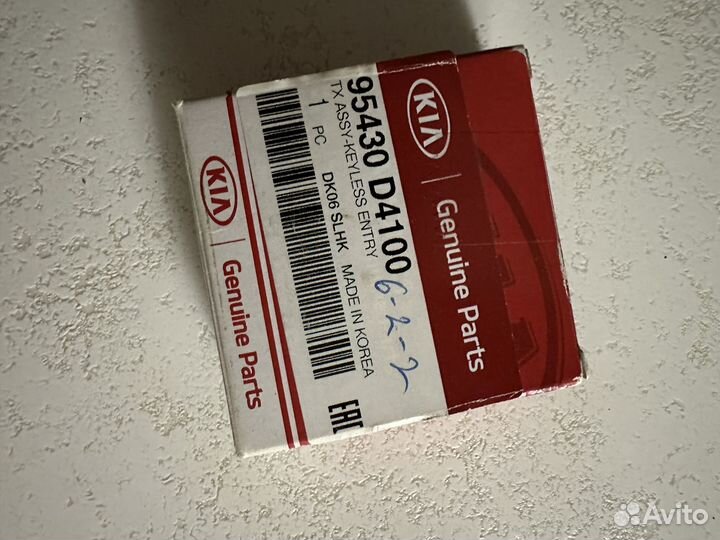 95430 D4100
TX ASSY-KEYLESS ENTRY
1 PC DK06 SLHK MADE IN KOREA
EAC
6-2-2
KIA
Genuine Parts
KIA
Genuine Parts
Avito